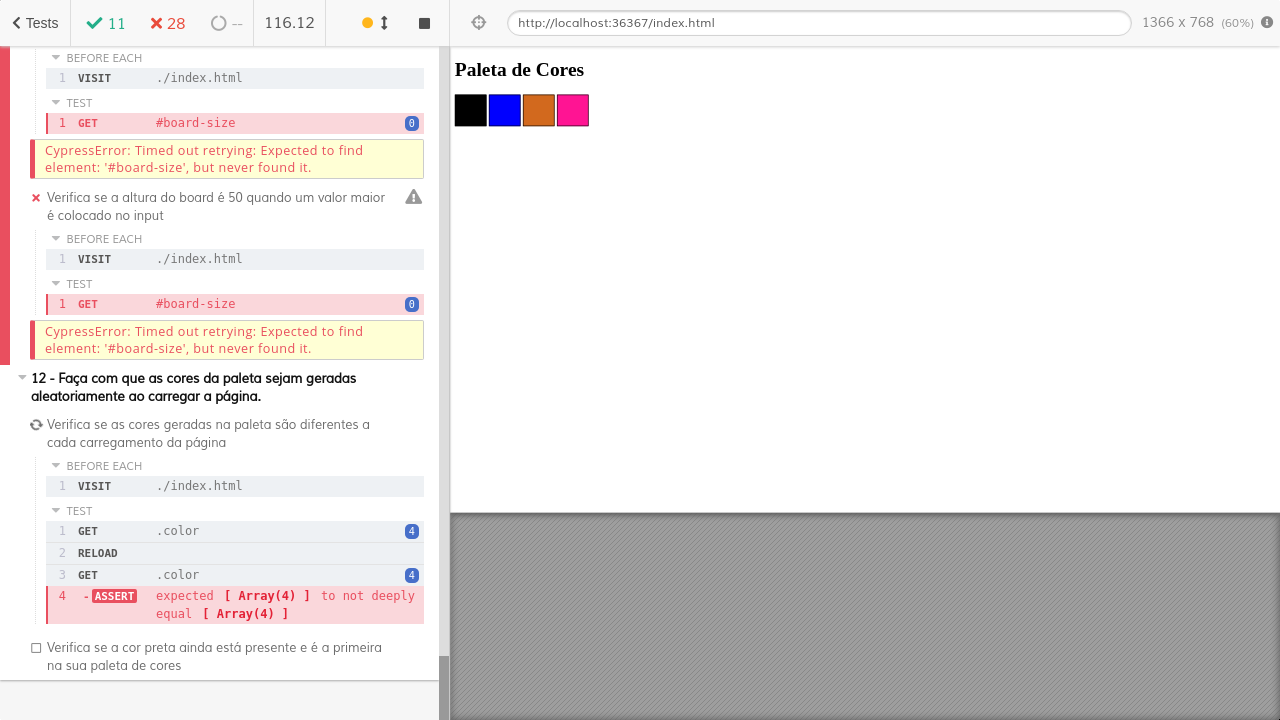 Tests
11
28
--
116.12
http://localhost:36367/index.html
1366 x 768 (60%)
BEFORE EACH
1 VISIT ./index.html
TEST
1 GET #board-size 0
CypressError: Timed out retrying: Expected to find
element: '#board-size', but never found it.
Verifica se a altura do board é 50 quando um valor maior
é colocado no input
BEFORE EACH
1 VISIT ./index.html
TEST
1 GET #board-size 0
CypressError: Timed out retrying: Expected to find
element: '#board-size', but never found it.
12 - Faça com que as cores da paleta sejam geradas
aleatoriamente ao carregar a página.
Verifica se as cores geradas na paleta são diferentes a
cada carregamento da página
BEFORE EACH
1 VISIT ./index.html
TEST
1 GET .color 4
2 RELOAD
3 GET .color 4
4 -ASSERT expected [ Array(4) ] to not deeply
equal [ Array(4) ]
Verifica se a cor preta ainda está presente e é a primeira
na sua paleta de cores
Paleta de Cores